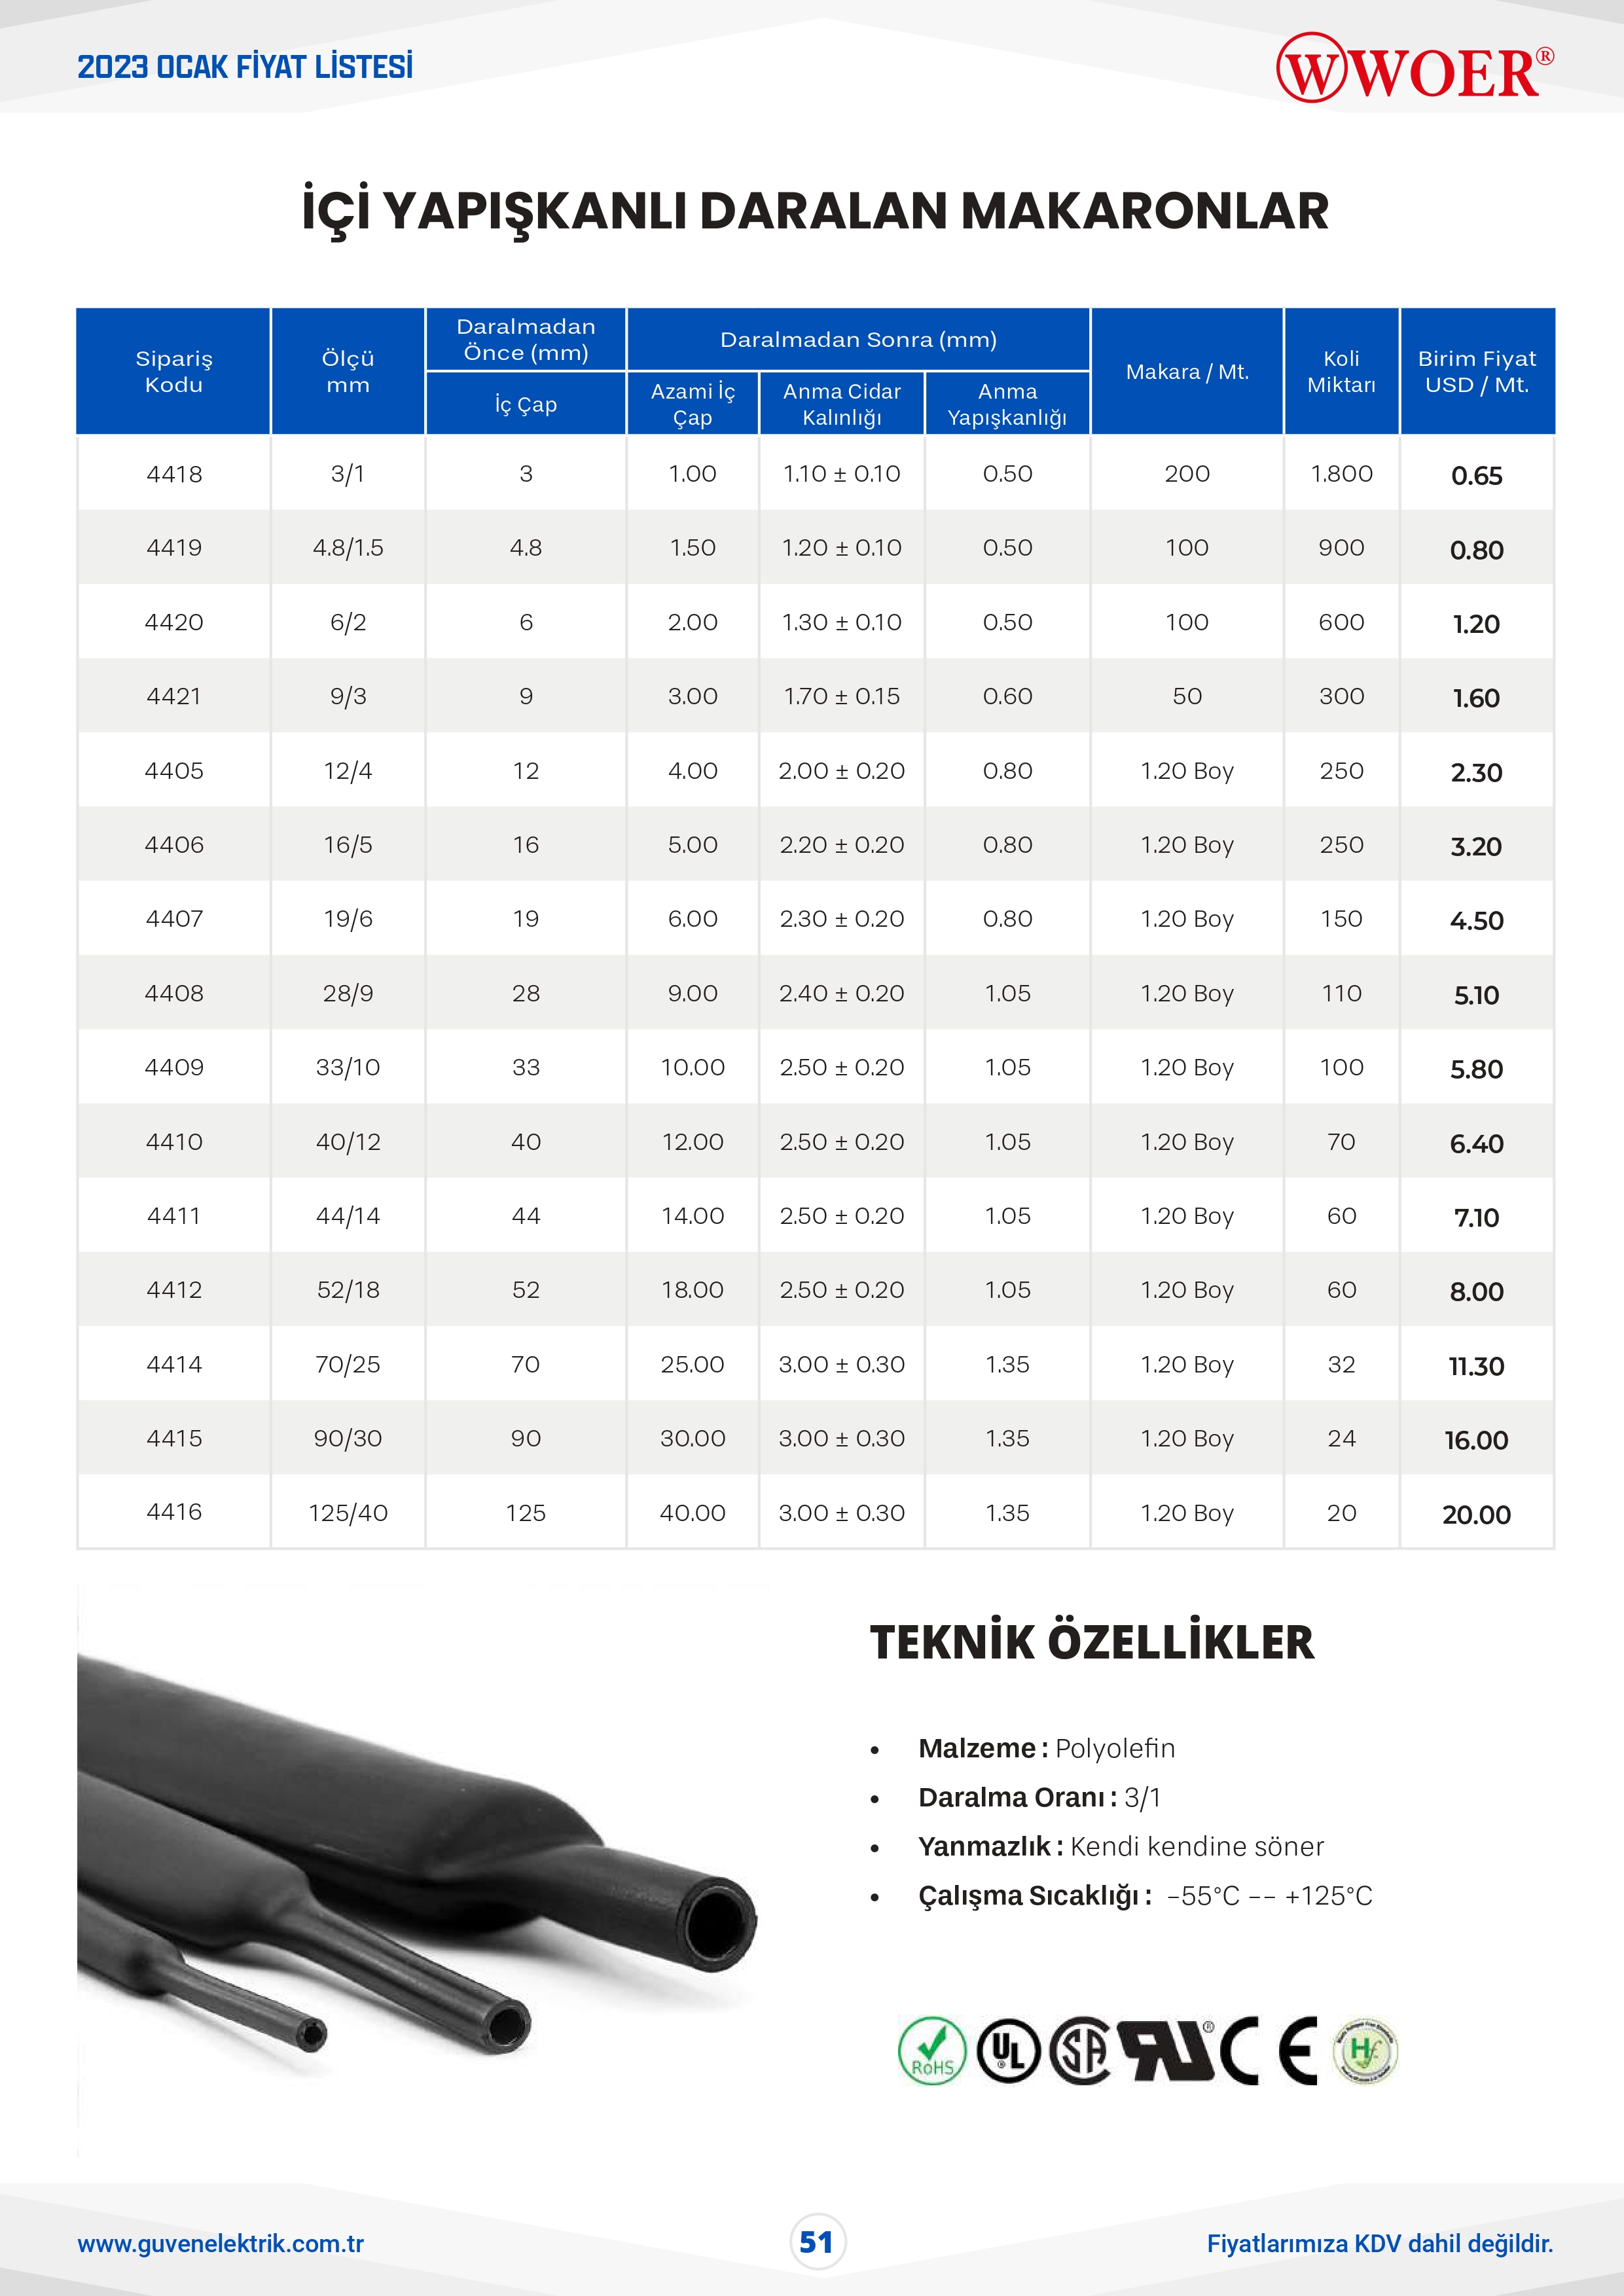 2023 OCAK FİYAT LİSTESİ
W WOER®
İÇİ YAPIŞKANLI DARALAN MAKARONLAR
Sipariş Kodu | Ölçü mm | Daralmadan Önce (mm) | Daralmadan Sonra (mm) | Makara / Mt. | Koli Miktarı | Birim Fiyat USD / Mt.
İç Çap | Azami İç Çap | Anma Cidar Kalınlığı | Anma Yapışkanlığı
4418 | 3/1 | 3 | 1.00 | 1.10 ± 0.10 | 0.50 | 200 | 1.800 | 0.65
4419 | 4.8/1.5 | 4.8 | 1.50 | 1.20 ± 0.10 | 0.50 | 100 | 900 | 0.80
4420 | 6/2 | 6 | 2.00 | 1.30 ± 0.10 | 0.50 | 100 | 600 | 1.20
4421 | 9/3 | 9 | 3.00 | 1.70 ± 0.15 | 0.60 | 50 | 300 | 1.60
4405 | 12/4 | 12 | 4.00 | 2.00 ± 0.20 | 0.80 | 1.20 Boy | 250 | 2.30
4406 | 16/5 | 16 | 5.00 | 2.20 ± 0.20 | 0.80 | 1.20 Boy | 250 | 3.20
4407 | 19/6 | 19 | 6.00 | 2.30 ± 0.20 | 0.80 | 1.20 Boy | 150 | 4.50
4408 | 28/9 | 28 | 9.00 | 2.40 ± 0.20 | 1.05 | 1.20 Boy | 110 | 5.10
4409 | 33/10 | 33 | 10.00 | 2.50 ± 0.20 | 1.05 | 1.20 Boy | 100 | 5.80
4410 | 40/12 | 40 | 12.00 | 2.50 ± 0.20 | 1.05 | 1.20 Boy | 70 | 6.40
4411 | 44/14 | 44 | 14.00 | 2.50 ± 0.20 | 1.05 | 1.20 Boy | 60 | 7.10
4412 | 52/18 | 52 | 18.00 | 2.50 ± 0.20 | 1.05 | 1.20 Boy | 60 | 8.00
4414 | 70/25 | 70 | 25.00 | 3.00 ± 0.30 | 1.35 | 1.20 Boy | 32 | 11.30
4415 | 90/30 | 90 | 30.00 | 3.00 ± 0.30 | 1.35 | 1.20 Boy | 24 | 16.00
4416 | 125/40 | 125 | 40.00 | 3.00 ± 0.30 | 1.35 | 1.20 Boy | 20 | 20.00
TEKNİK ÖZELLİKLER
• Malzeme : Polyolefin
• Daralma Oranı : 3/1
• Yanmazlık : Kendi kendine söner
• Çalışma Sıcaklığı : -55°C -- +125°C
RoHS UL® SA RU® CE Hf
www.guvenelektrik.com.tr
51
Fiyatlarımıza KDV dahil değildir.